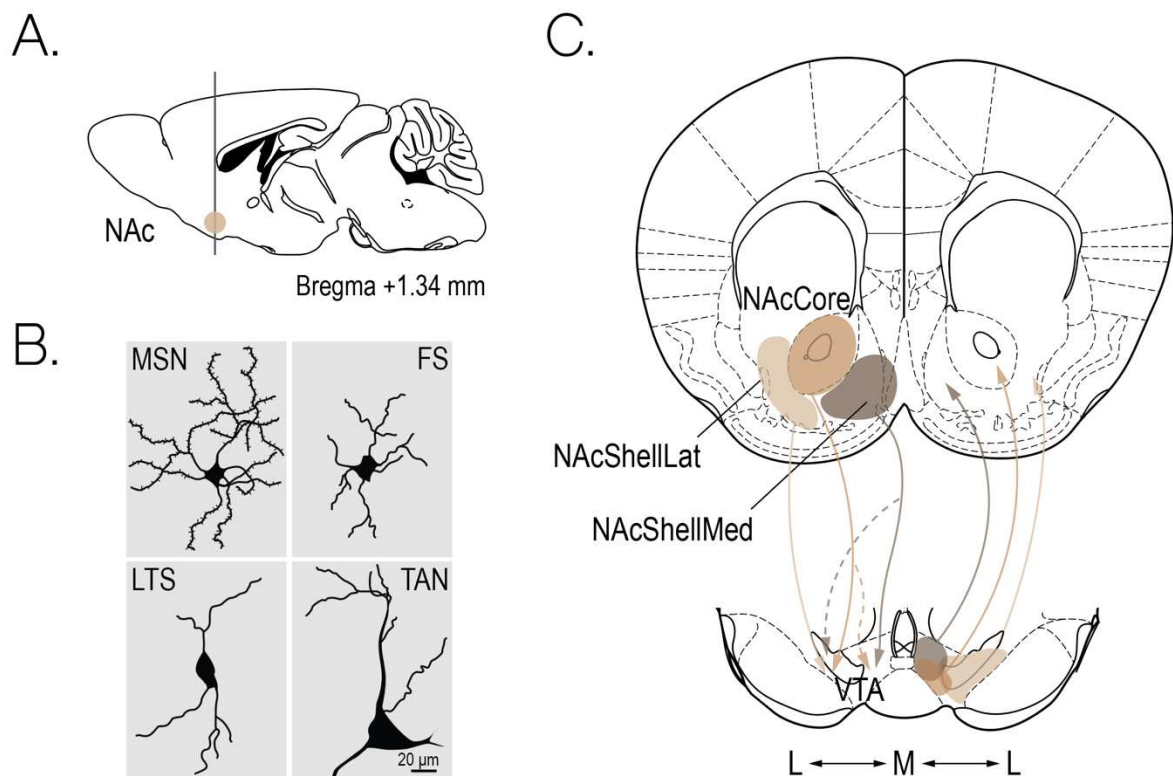 A.
NAc
Bregma +1.34 mm
B.
MSN
FS
LTS
TAN
20 µm
C.
NAcCore
NAcShellLat
NAcShellMed
VTA
L M L